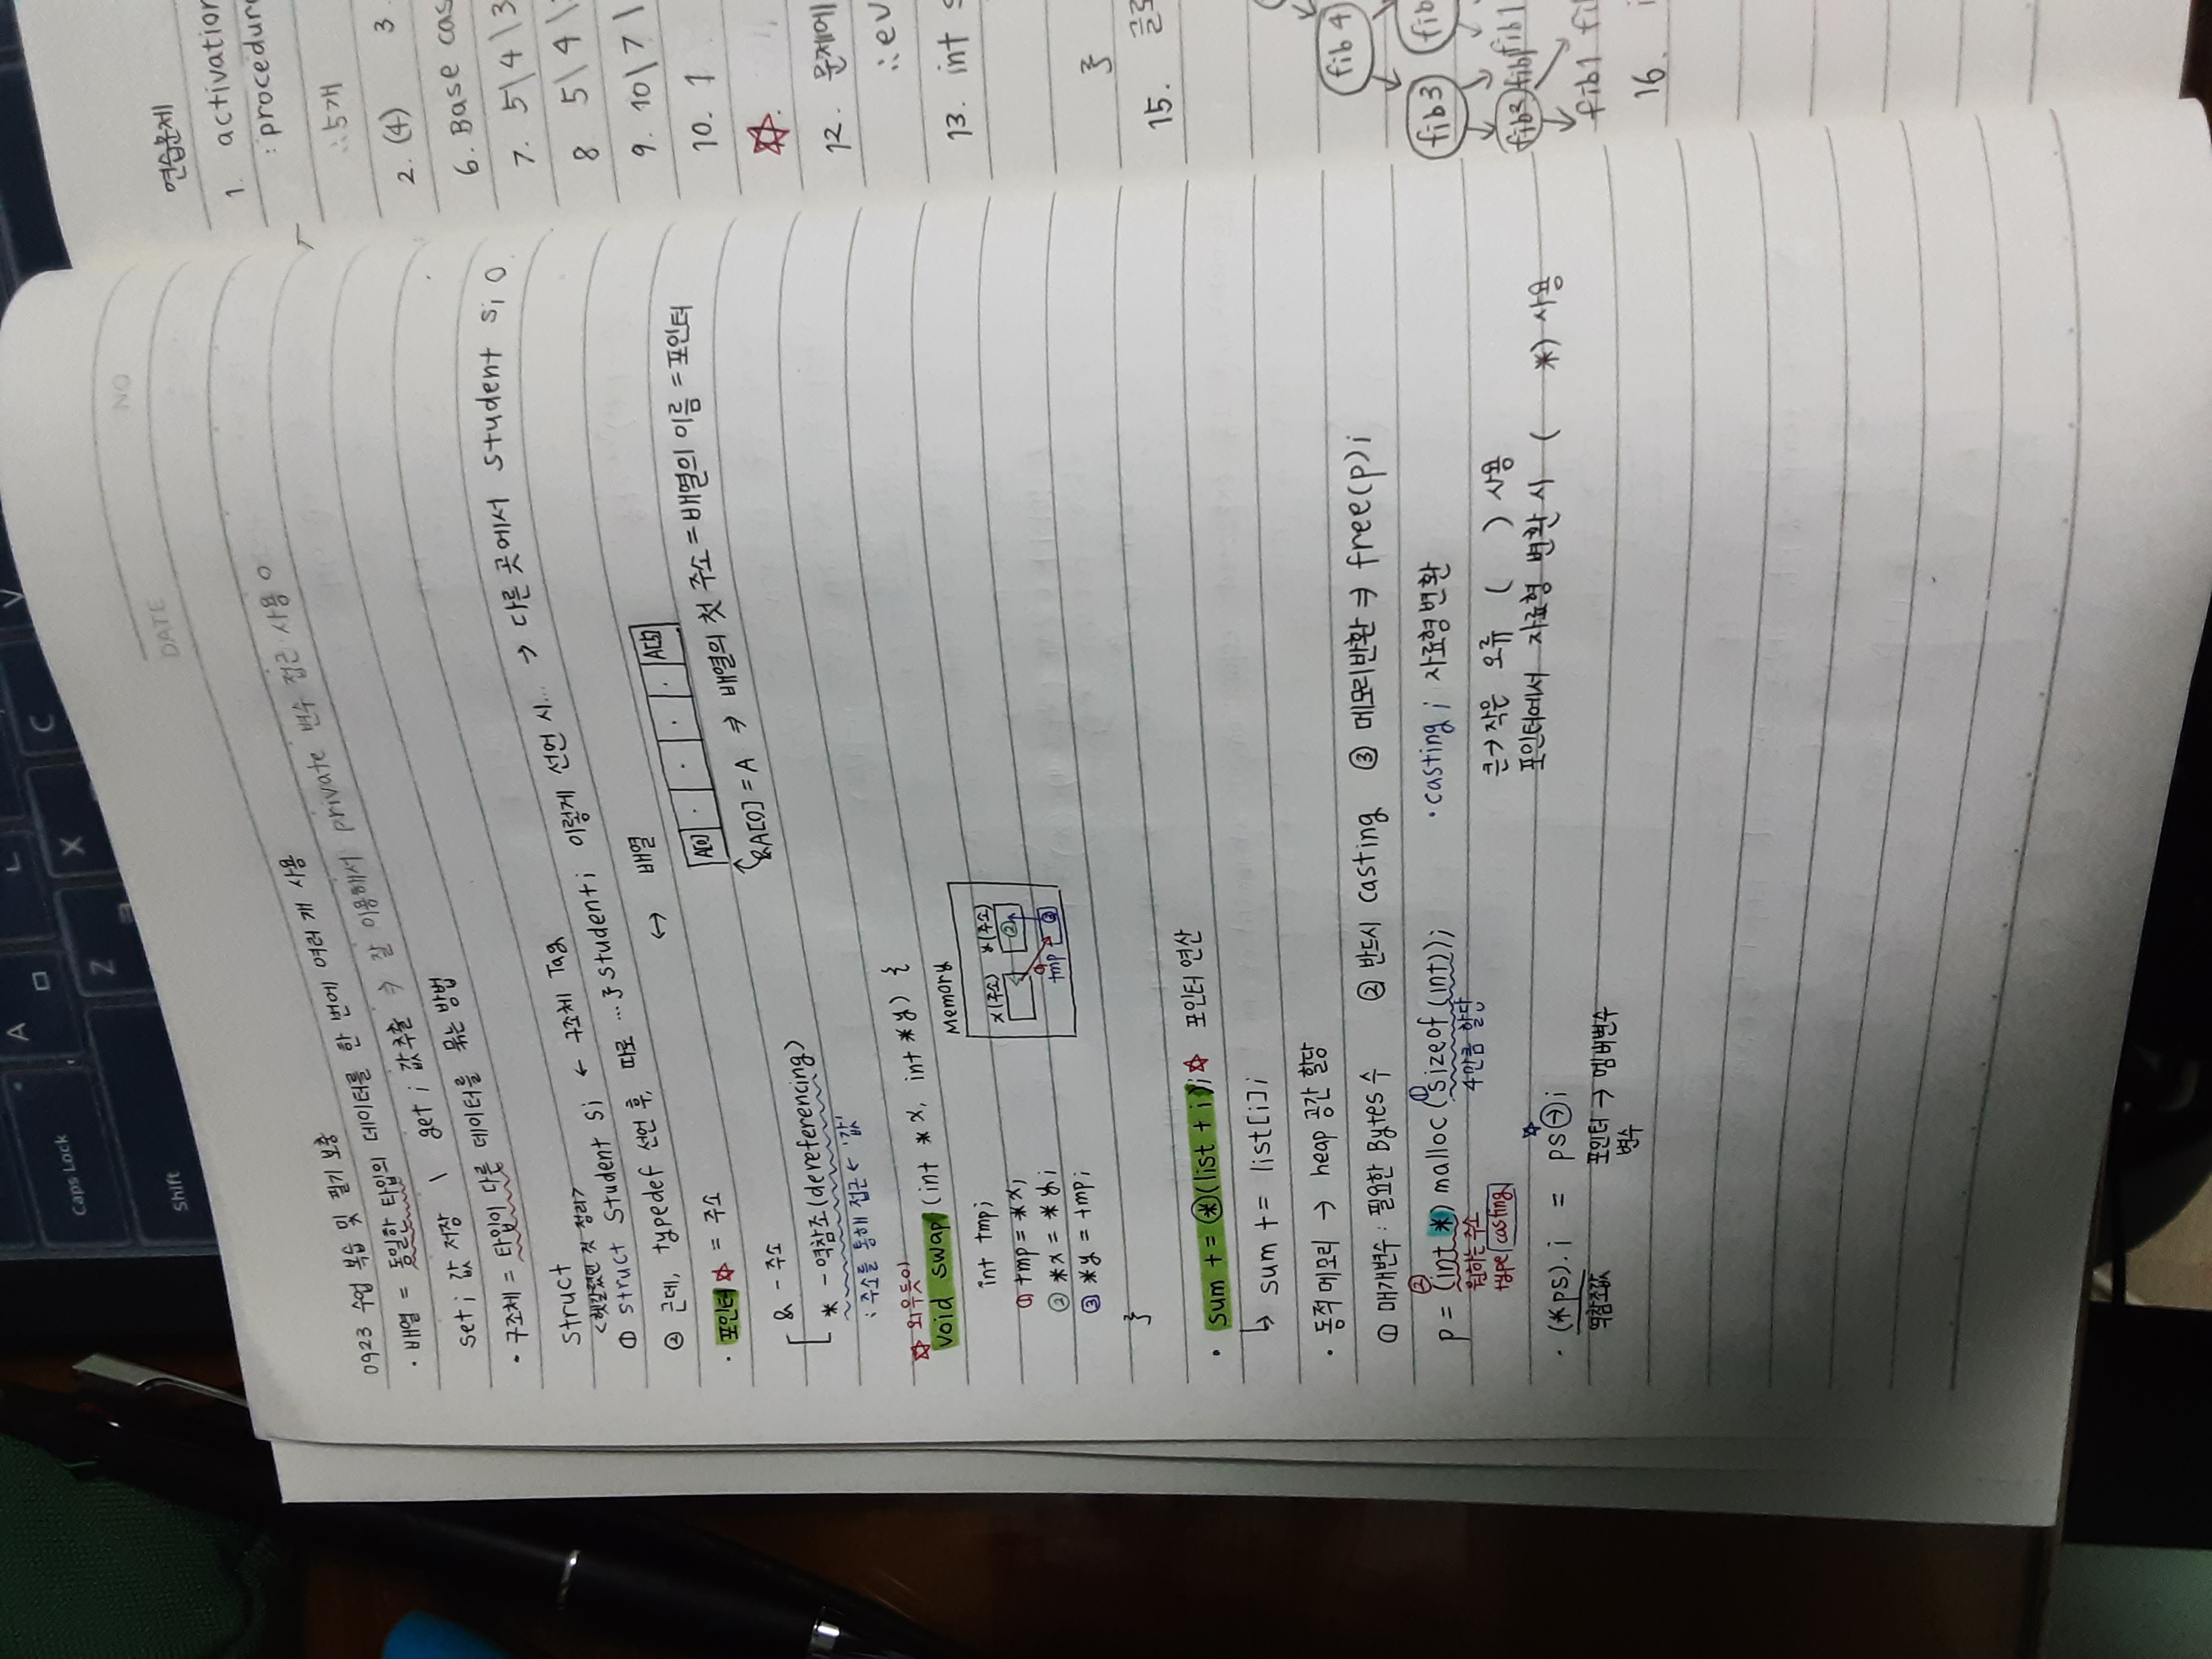 Caps Lock
A
ㅁ
Z
ㅋ
X
C
V
Shift
NO
DATE
0923 수업 복습 및 필기 보충
· 배열 = 동일한 타입의 데이터를 한 번에 여러 개 사용
set ; 값 저장 \ get ; 값 추출 ⇒ 잘 이용해서 private 변수 접근 사용 O
· 구조체 = 타입이 다른 데이터를 묶는 방법
struct
<헷갈렸던 것 정리>
① struct Student s; ← 구조체 Tag
② 근데, typedef 선언 후, 따로 ... } student; 이렇게 선언 시... → 다른 곳에서 student s; O
· 포인터 ☆ = 주소
↔ 배열
A[0] · · · · A[5]
&A[0] = A ⇒ 배열의 첫 주소 = 배열의 이름 = 포인터
& - 주소
* - 역참조(dereferencing)
: 주소를 통해 접근 ← '값'
☆ 외우듯이
void swap (int * x, int * y) {
int tmp;
① tmp = *x;
② *x = *y;
③ *y = tmp;
}
Memory
x(주소) y(주소)
②
①
tmp ③
· sum += *(list + i); ☆ 포인터 연산
↳ sum += list[i];
· 동적 메모리 → heap 공간 할당
① 매개변수 : 필요한 Bytes 수 ② 반드시 casting ③ 메모리반환 ⇒ free(p);
② ①
p = (int *) malloc (sizeof (int));
원하는 주소
type casting
4만큼 할당
· casting ; 자료형 변환
큰→작은 오류 ( ) 사용
포인터에서 자료형 변환 시 ( *) 사용
☆
· (*ps).i = ps→i
역참조값
포인터 → 멤버변수
변수
연습문제
1. activation
: procedure
∴ 5개
2. (4) 3.
6. Base cas
7. 5\4\3
8 5\4\
9. 10\7\
10. 1
☆.
12. 문제에
∴ ev
13. int s
}
15.
fib 4
fib 3
fib
fib2
fib
fib1
fib1
16.